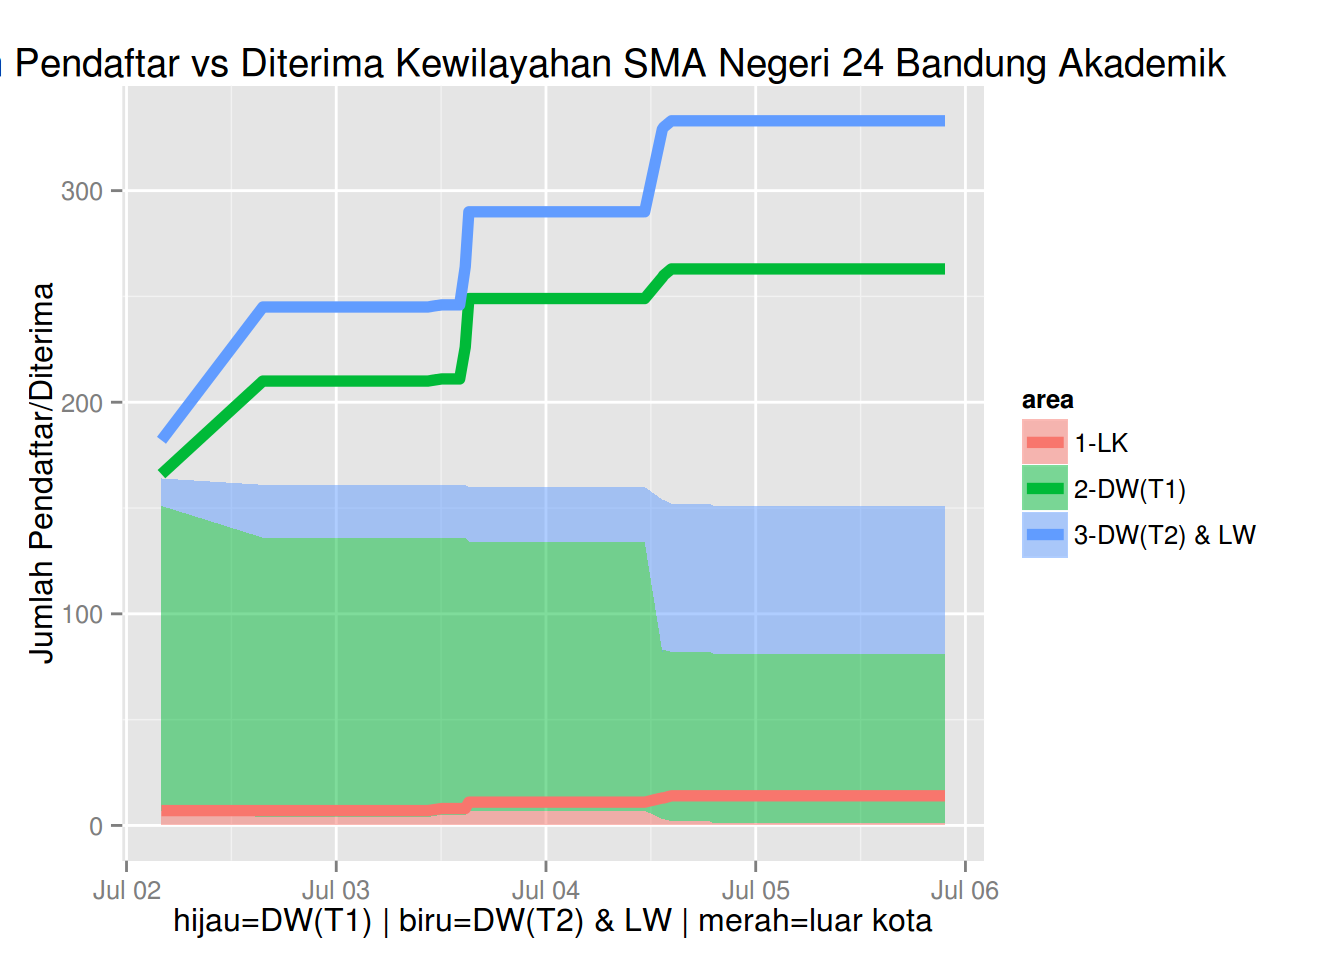 Pendaftar vs Diterima Kewilayahan SMA Negeri 24 Bandung Akademik
Jumlah Pendaftar/Diterima
300
200
100
0
Jul 02
Jul 03
Jul 04
Jul 05
Jul 06
hijau=DW(T1) | biru=DW(T2) & LW | merah=luar kota
area
1-LK
2-DW(T1)
3-DW(T2) & LW